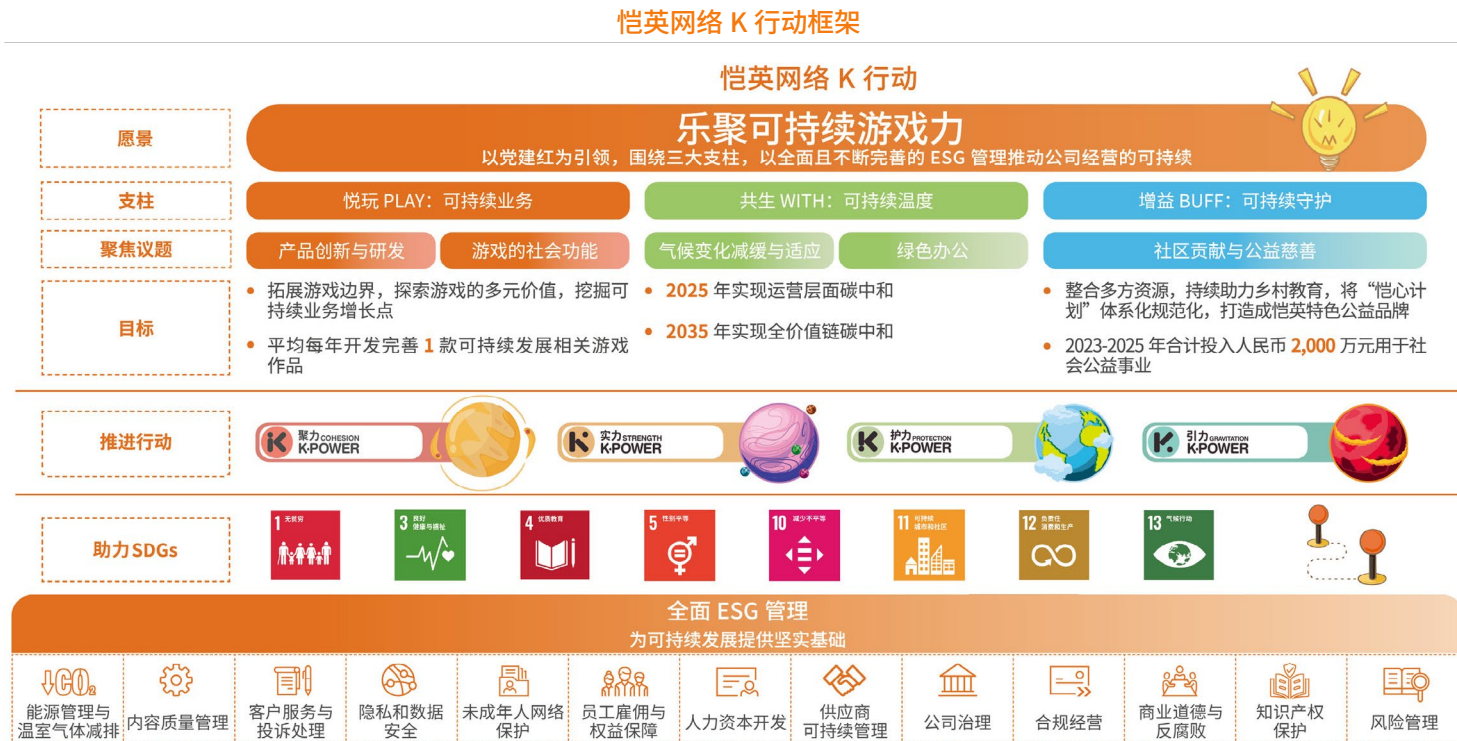 恺英网络 K 行动框架
恺英网络 K 行动
愿景
乐聚可持续游戏力
以党建红为引领，围绕三大支柱，以全面且不断完善的 ESG 管理推动公司经营的可持续
支柱
悦玩 PLAY：可持续业务
共生 WITH：可持续温度
增益 BUFF：可持续守护
聚焦议题
产品创新与研发
游戏的社会功能
气候变化减缓与适应
绿色办公
社区贡献与公益慈善
目标
• 拓展游戏边界，探索游戏的多元价值，挖掘可
持续业务增长点
• 平均每年开发完善 1 款可持续发展相关游戏
作品
• 2025 年实现运营层面碳中和
• 2035 年实现全价值链碳中和
• 整合多方资源，持续助力乡村教育，将“恺心计
划”体系化规范化，打造成恺英特色公益品牌
• 2023-2025 年合计投入人民币 2,000 万元用于社
会公益事业
推进行动
聚力 COHESION
K·POWER
实力 STRENGTH
K·POWER
护力 PROTECTION
K·POWER
引力 GRAVITATION
K·POWER
助力 SDGs
1 无贫穷
3 良好
健康与福祉
4 优质教育
5 性别平等
10 减少不平等
11 可持续
城市和社区
12 负责任
消费和生产
13 气候行动
全面 ESG 管理
为可持续发展提供坚实基础
CO₂
能源管理与
温室气体减排
内容质量管理
客户服务与
投诉处理
隐私和数据
安全
未成年人网络
保护
员工雇佣与
权益保障
人力资本开发
供应商
可持续管理
公司治理
合规经营
商业道德与
反腐败
知识产权
保护
风险管理